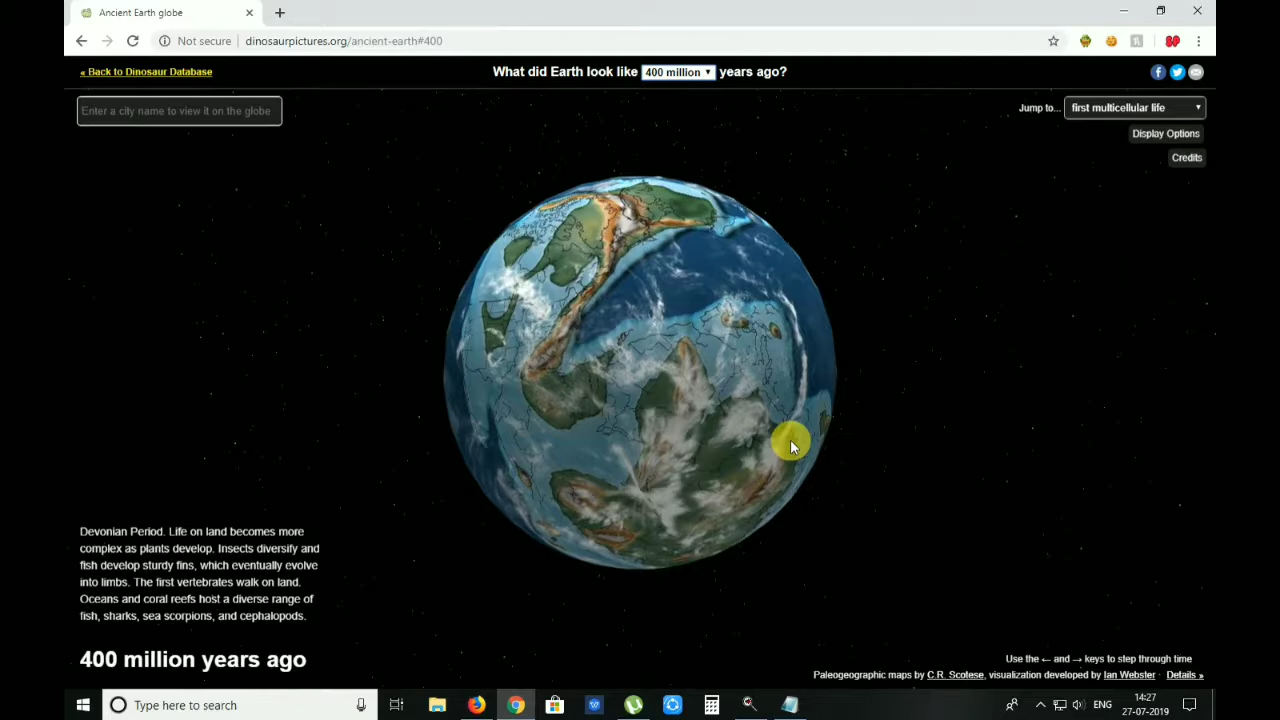 Ancient Earth globe
Not secure dinosaurpictures.org/ancient-earth#400
« Back to Dinosaur Database
What did Earth look like 400 million years ago?
Enter a city name to view it on the globe
Jump to... first multicellular life
Display Options
Credits
Devonian Period. Life on land becomes more
complex as plants develop. Insects diversify and
fish develop sturdy fins, which eventually evolve
into limbs. The first vertebrates walk on land.
Oceans and coral reefs host a diverse range of
fish, sharks, sea scorpions, and cephalopods.
400 million years ago
Use the ← and → keys to step through time
Paleogeographic maps by C.R. Scotese, visualization developed by Ian Webster · Details »
Type here to search
ENG
14:27
27-07-2019